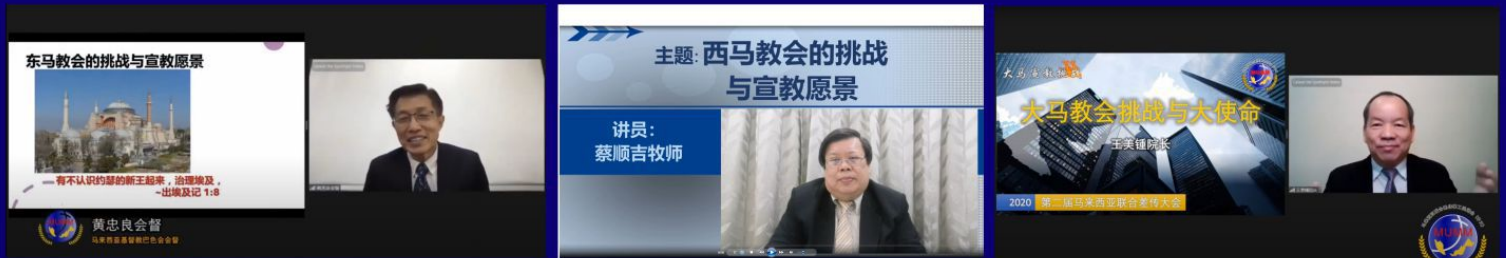 东马教会的挑战与宣教愿景
有不认识约瑟的新王起来，治理埃及，
~出埃及记 1:8
MUMM
黄忠良会督
马来西亚基督教巴色会会督
主题:西马教会的挑战
与宣教愿景
讲员：
蔡顺吉牧师
大马教会挑战与大使命
王美锺院长
2020 第二届马来西亚联合差传大会
MUMM